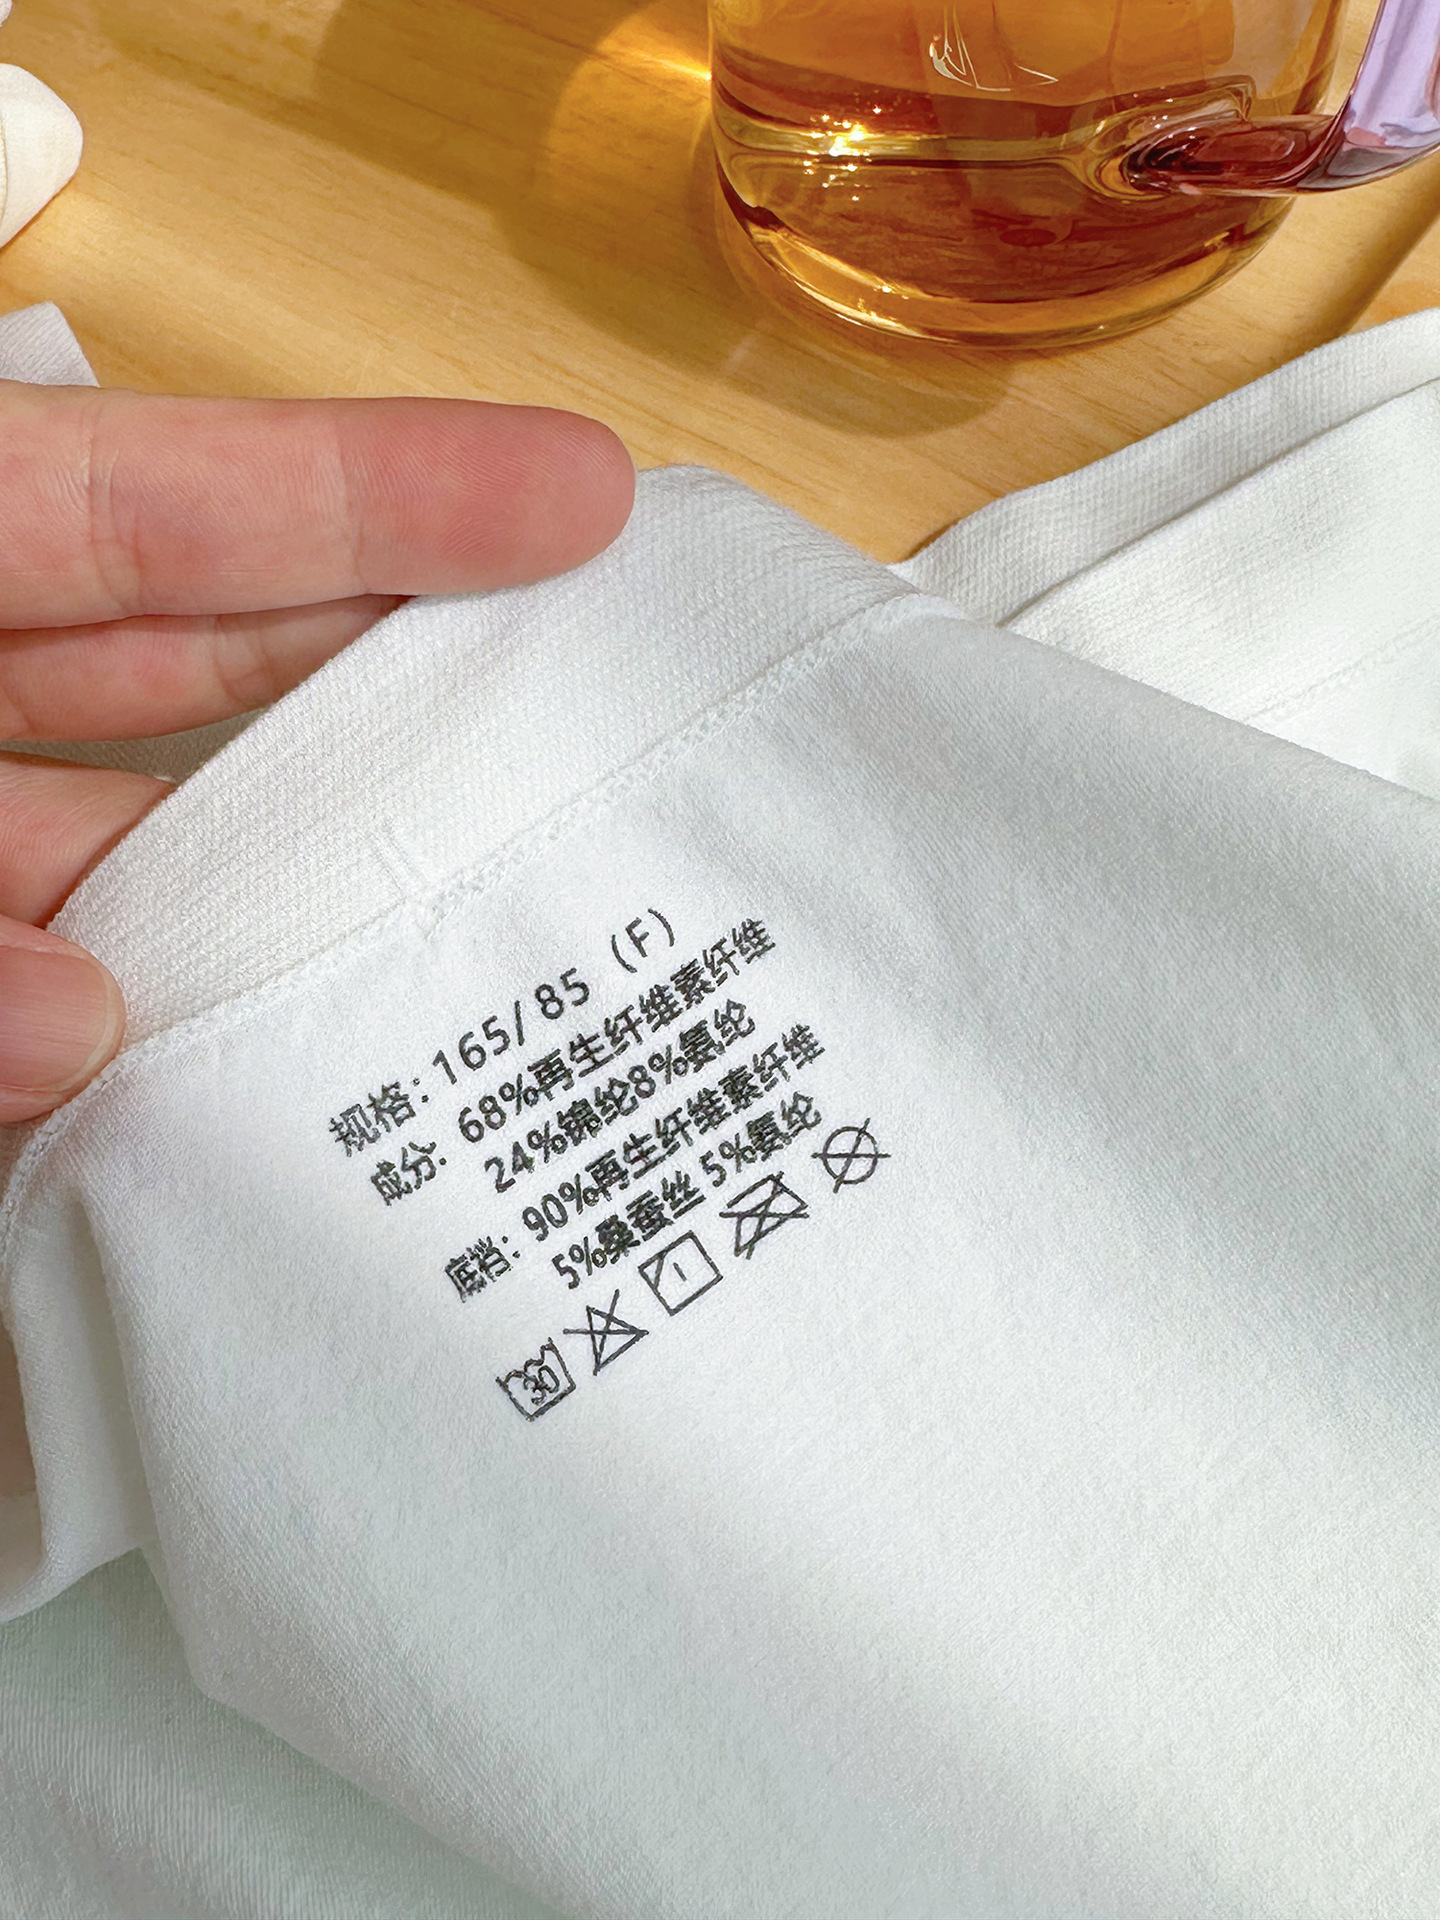 规格：165/85（F）
成分：68%再生纤维素纤维
24%锦纶8%氨纶
底裆：90%再生纤维素纤维
5%桑蚕丝 5%氨纶
30